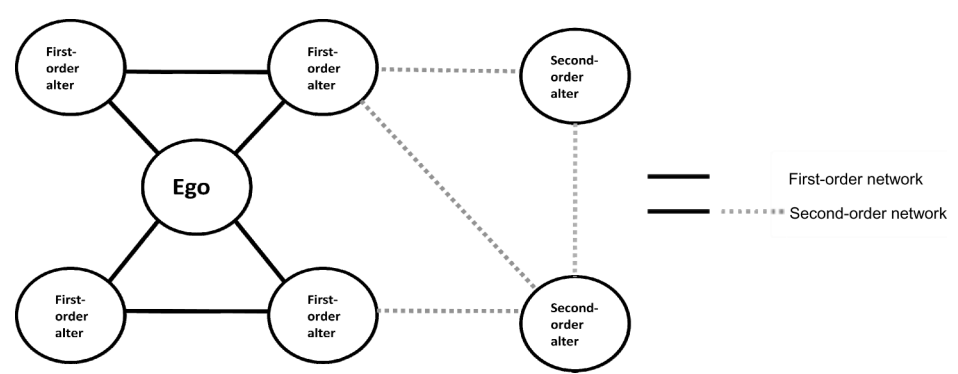 First-
order
alter
First-
order
alter
Second-
order
alter
Ego
First-order network
Second-order network
First-
order
alter
First-
order
alter
Second-
order
alter